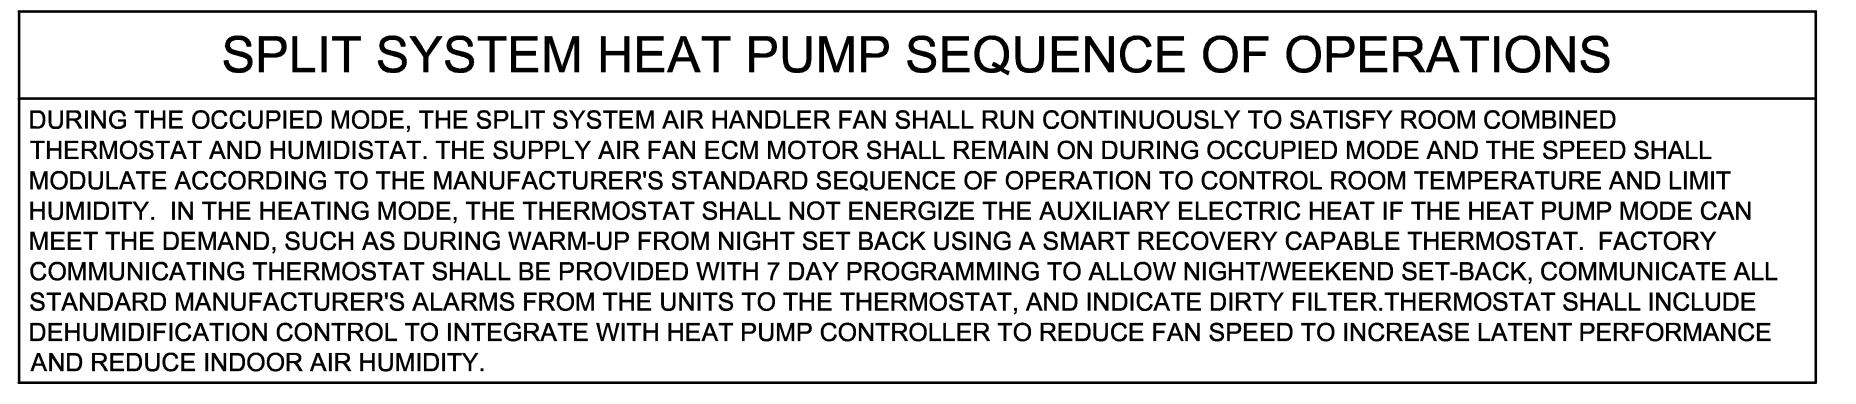 SPLIT SYSTEM HEAT PUMP SEQUENCE OF OPERATIONS
DURING THE OCCUPIED MODE, THE SPLIT SYSTEM AIR HANDLER FAN SHALL RUN CONTINUOUSLY TO SATISFY ROOM COMBINED
THERMOSTAT AND HUMIDISTAT. THE SUPPLY AIR FAN ECM MOTOR SHALL REMAIN ON DURING OCCUPIED MODE AND THE SPEED SHALL
MODULATE ACCORDING TO THE MANUFACTURER'S STANDARD SEQUENCE OF OPERATION TO CONTROL ROOM TEMPERATURE AND LIMIT
HUMIDITY.  IN THE HEATING MODE, THE THERMOSTAT SHALL NOT ENERGIZE THE AUXILIARY ELECTRIC HEAT IF THE HEAT PUMP MODE CAN
MEET THE DEMAND, SUCH AS DURING WARM-UP FROM NIGHT SET BACK USING A SMART RECOVERY CAPABLE THERMOSTAT.  FACTORY
COMMUNICATING THERMOSTAT SHALL BE PROVIDED WITH 7 DAY PROGRAMMING TO ALLOW NIGHT/WEEKEND SET-BACK, COMMUNICATE ALL
STANDARD MANUFACTURER'S ALARMS FROM THE UNITS TO THE THERMOSTAT, AND INDICATE DIRTY FILTER.THERMOSTAT SHALL INCLUDE
DEHUMIDIFICATION CONTROL TO INTEGRATE WITH HEAT PUMP CONTROLLER TO REDUCE FAN SPEED TO INCREASE LATENT PERFORMANCE
AND REDUCE INDOOR AIR HUMIDITY.